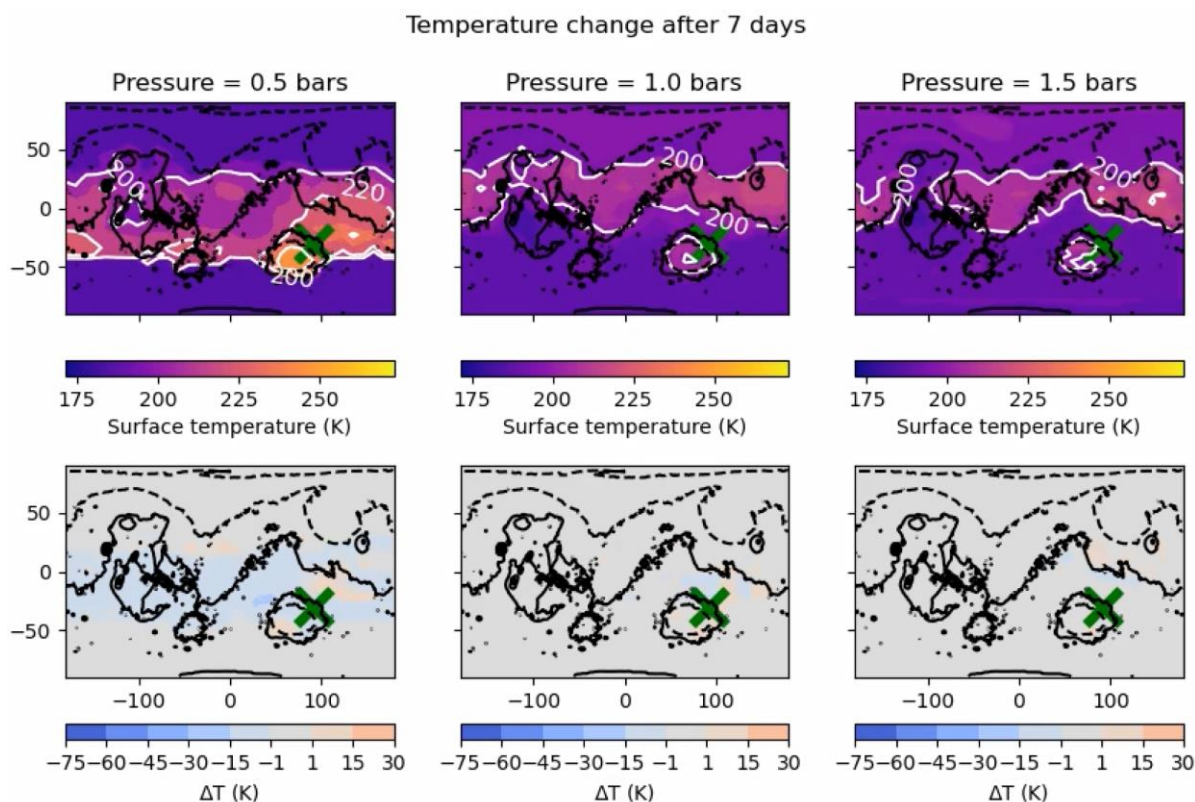 Temperature change after 7 days
Pressure = 0.5 bars
Pressure = 1.0 bars
Pressure = 1.5 bars
50
0
−50
200
220
200
200
200
200
200
175 200 225 250
175 200 225 250
175 200 225 250
Surface temperature (K)
Surface temperature (K)
Surface temperature (K)
50
0
−50
−100 0 100
−100 0 100
−100 0 100
−75 −60 −45 −30 −15 −1 1 15 30
−75 −60 −45 −30 −15 −1 1 15 30
−75 −60 −45 −30 −15 −1 1 15 30
ΔT (K)
ΔT (K)
ΔT (K)